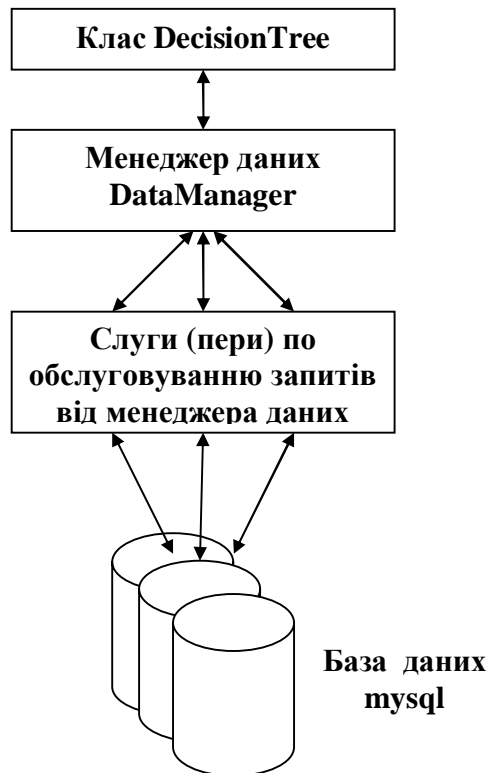 Клас DecisionTree
Менеджер даних
DataManager
Слуги (пери) по
обслуговуванню запитів
від менеджера даних
База даних
mysql